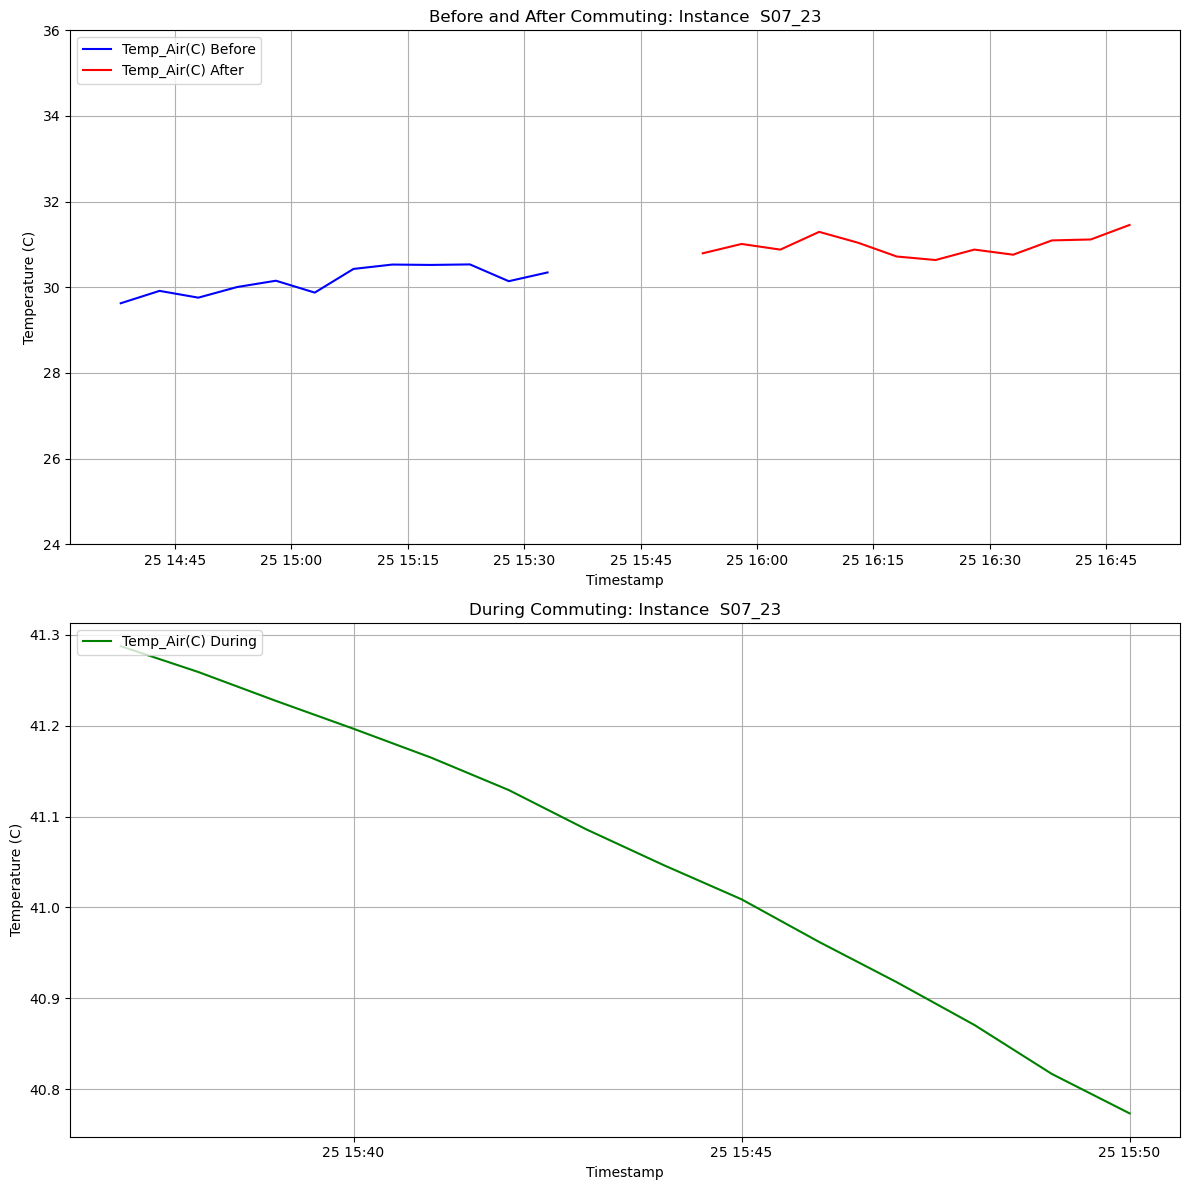 Before and After Commuting: Instance  S07_23
Temp_Air(C) Before
Temp_Air(C) After
Temperature (C)
36
34
32
30
28
26
24
25 14:45
25 15:00
25 15:15
25 15:30
25 15:45
25 16:00
25 16:15
25 16:30
25 16:45
Timestamp
During Commuting: Instance  S07_23
Temp_Air(C) During
Temperature (C)
41.3
41.2
41.1
41.0
40.9
40.8
25 15:40
25 15:45
25 15:50
Timestamp